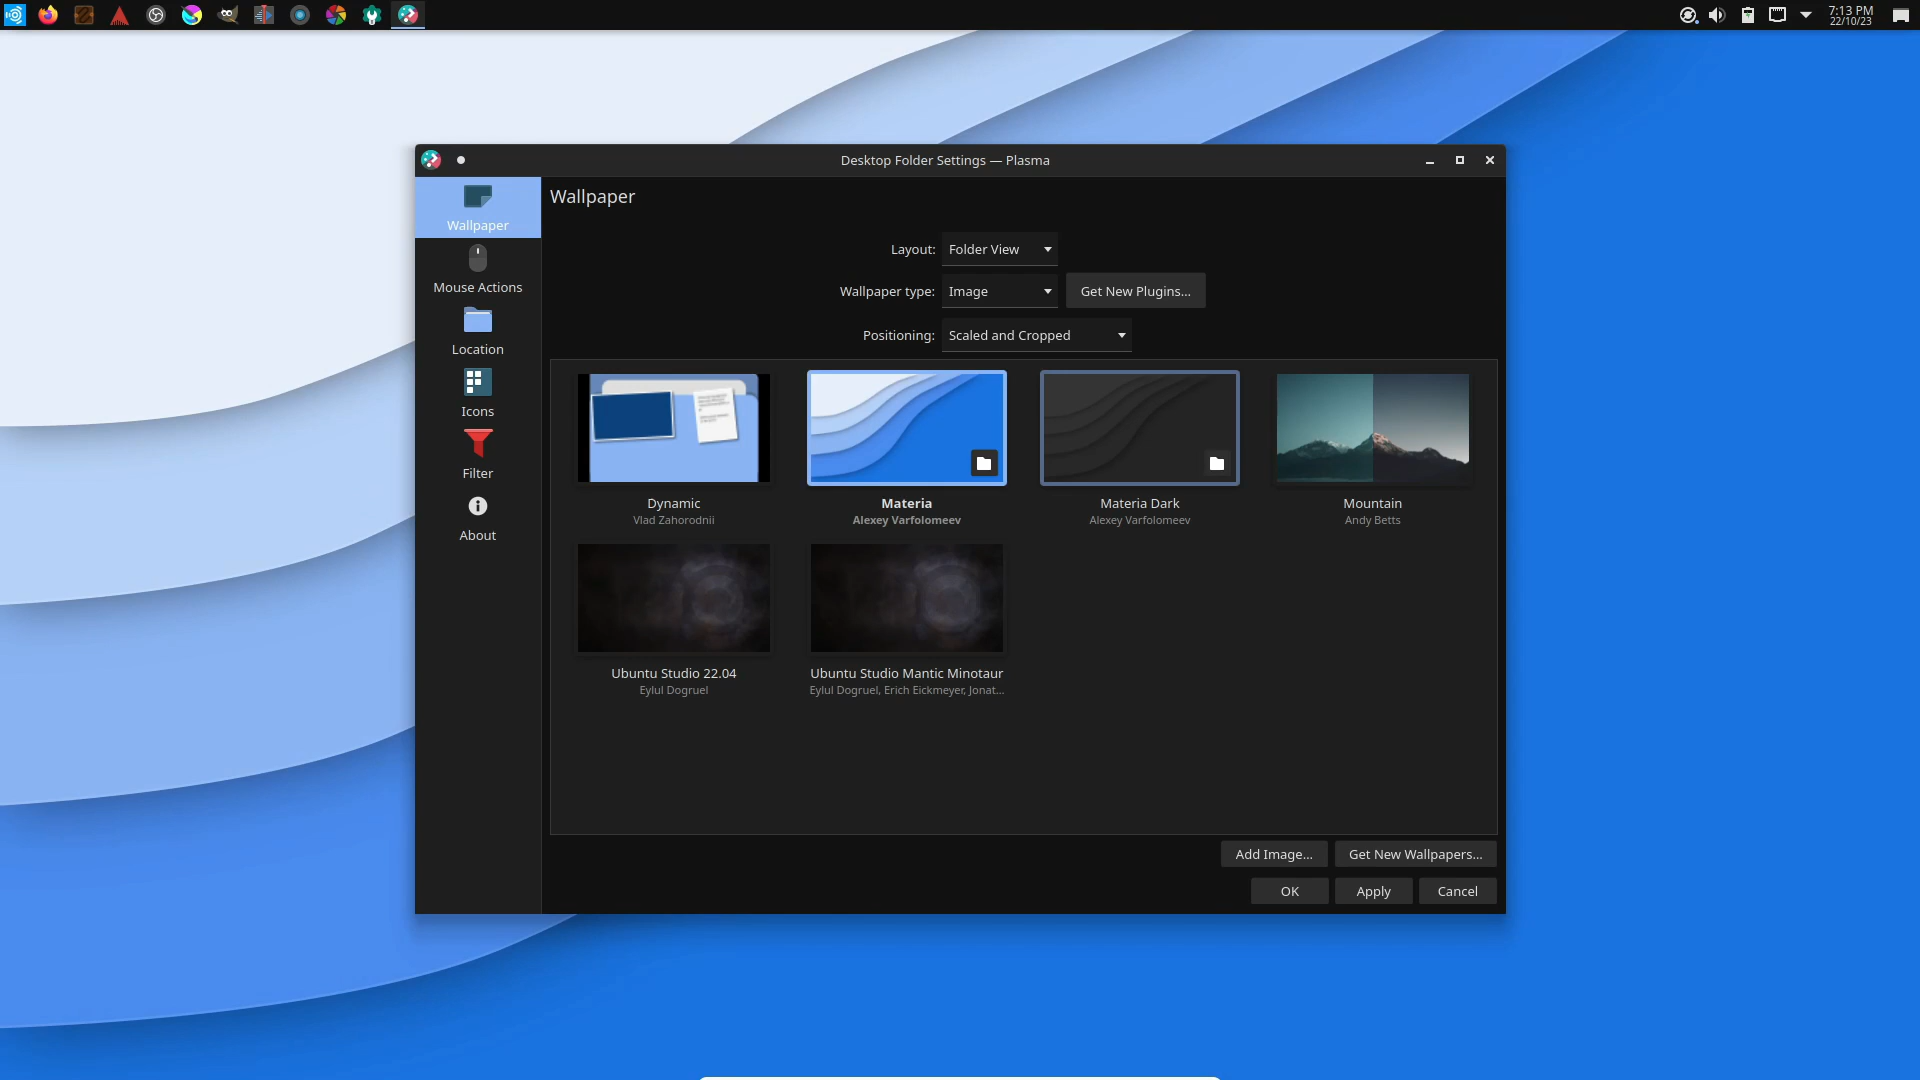 7:13 PM
22/10/23
Desktop Folder Settings — Plasma
Wallpaper
Mouse Actions
Location
Icons
Filter
About
Wallpaper
Layout: Folder View
Wallpaper type: Image Get New Plugins...
Positioning: Scaled and Cropped
Dynamic
Vlad Zahorodnii
Materia
Alexey Varfolomeev
Materia Dark
Alexey Varfolomeev
Mountain
Andy Betts
Ubuntu Studio 22.04
Eylul Dogruel
Ubuntu Studio Mantic Minotaur
Eylul Dogruel, Erich Eickmeyer, Jonat...
Add Image... Get New Wallpapers...
OK Apply Cancel